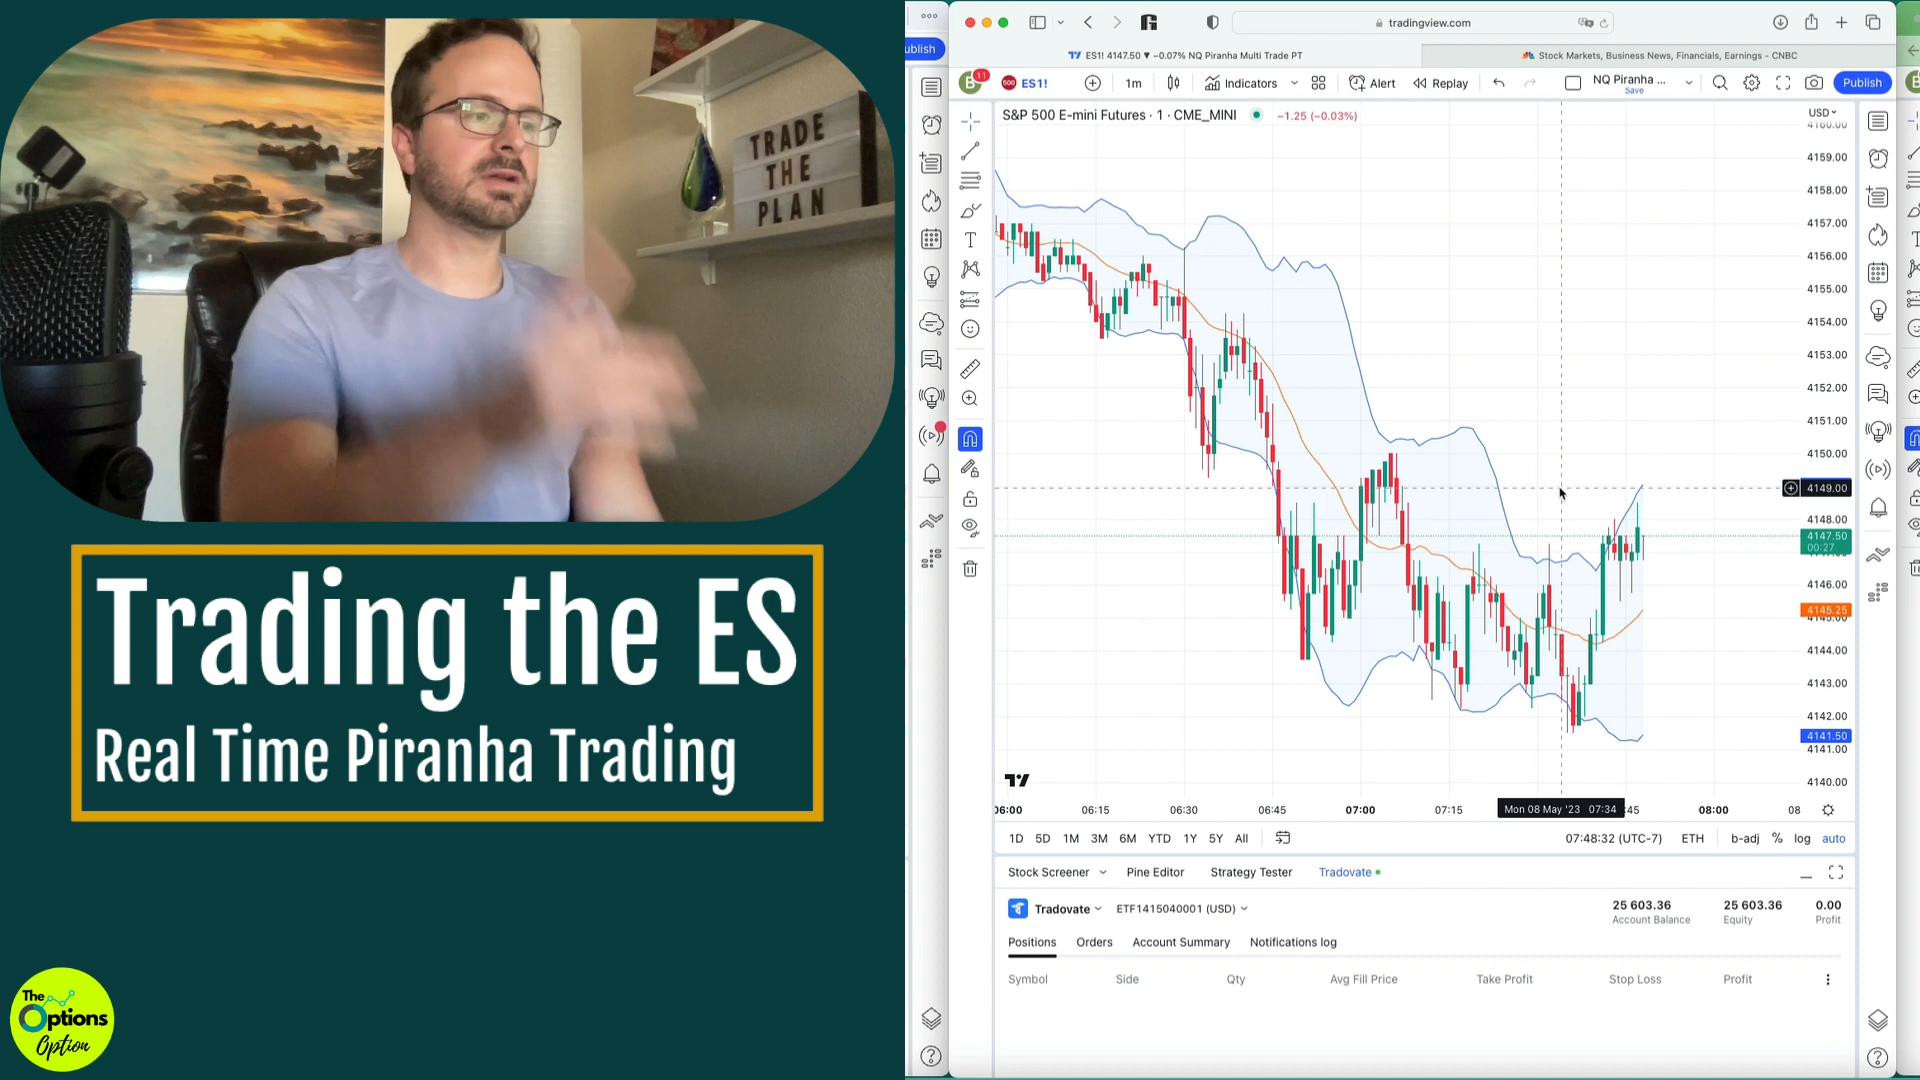 TRADE
THE
PLAN
Trading the ES
Real Time Piranha Trading
The
Options
Option
ublish
tradingview.com
ES1! 4147.50 ▼ −0.07% NQ Piranha Multi Trade PT
Stock Markets, Business News, Financials, Earnings - CNBC
B 11 500 ES1! 1m Indicators Alert Replay NQ Piranha ... Save Publish
S&P 500 E-mini Futures · 1 · CME_MINI −1.25 (−0.03%) USD
4160.00
4159.00
4158.00
4157.00
4156.00
4155.00
4154.00
4153.00
4152.00
4151.00
4150.00
4149.00
4148.00
4147.50
00:27
4146.00
4145.25
4145.00
4144.00
4143.00
4142.00
4141.50
4141.00
4140.00
06:00 06:15 06:30 06:45 07:00 07:15 Mon 08 May '23 07:34 :45 08:00 08
1D 5D 1M 3M 6M YTD 1Y 5Y All 07:48:32 (UTC-7) ETH b-adj % log auto
Stock Screener Pine Editor Strategy Tester Tradovate
Tradovate ETF1415040001 (USD) 25 603.36 25 603.36 0.00
Account Balance Equity Profit
Positions Orders Account Summary Notifications log
Symbol Side Qty Avg Fill Price Take Profit Stop Loss Profit